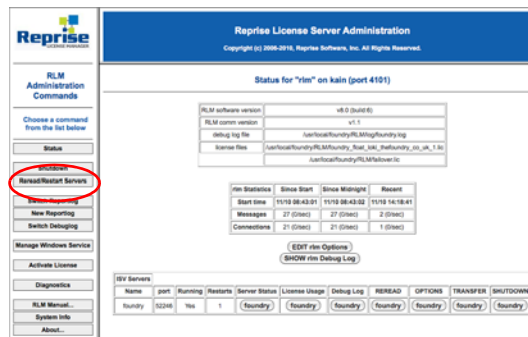 Reprise
LICENSE MANAGER
RLM
Administration
Commands
Choose a command
from the list below
Status
Shutdown
Reread/Restart Servers
Switch Reportlog
New Reportlog
Switch Debuglog
Manage Windows Service
Activate License
Diagnostics
RLM Manual...
System Info
About...
Reprise License Server Administration
Copyright (c) 2006-2010, Reprise Software, Inc. All Rights Reserved.
Status for "rlm" on kain (port 4101)
RLM software version v8.0 (build:6)
RLM comm version v1.1
debug log file /usr/local/foundry/RLM/log/foundry.log
license files /usr/local/foundry/RLM/foundry_float_loki_thefoundry_co_uk_1.lic
/usr/local/foundry/RLM/failover.lic
rlm Statistics Since Start Since Midnight Recent
Start time 11/10 08:43:01 11/10 08:43:02 11/10 14:18:41
Messages 27 (0/sec) 27 (0/sec) 2 (0/sec)
Connections 21 (0/sec) 21 (0/sec) 1 (0/sec)
EDIT rlm Options
SHOW rlm Debug Log
ISV Servers
Name port Running Restarts Server Status License Usage Debug Log REREAD OPTIONS TRANSFER SHUTDOWN
foundry 52246 Yes 1 foundry foundry foundry foundry foundry foundry foundry